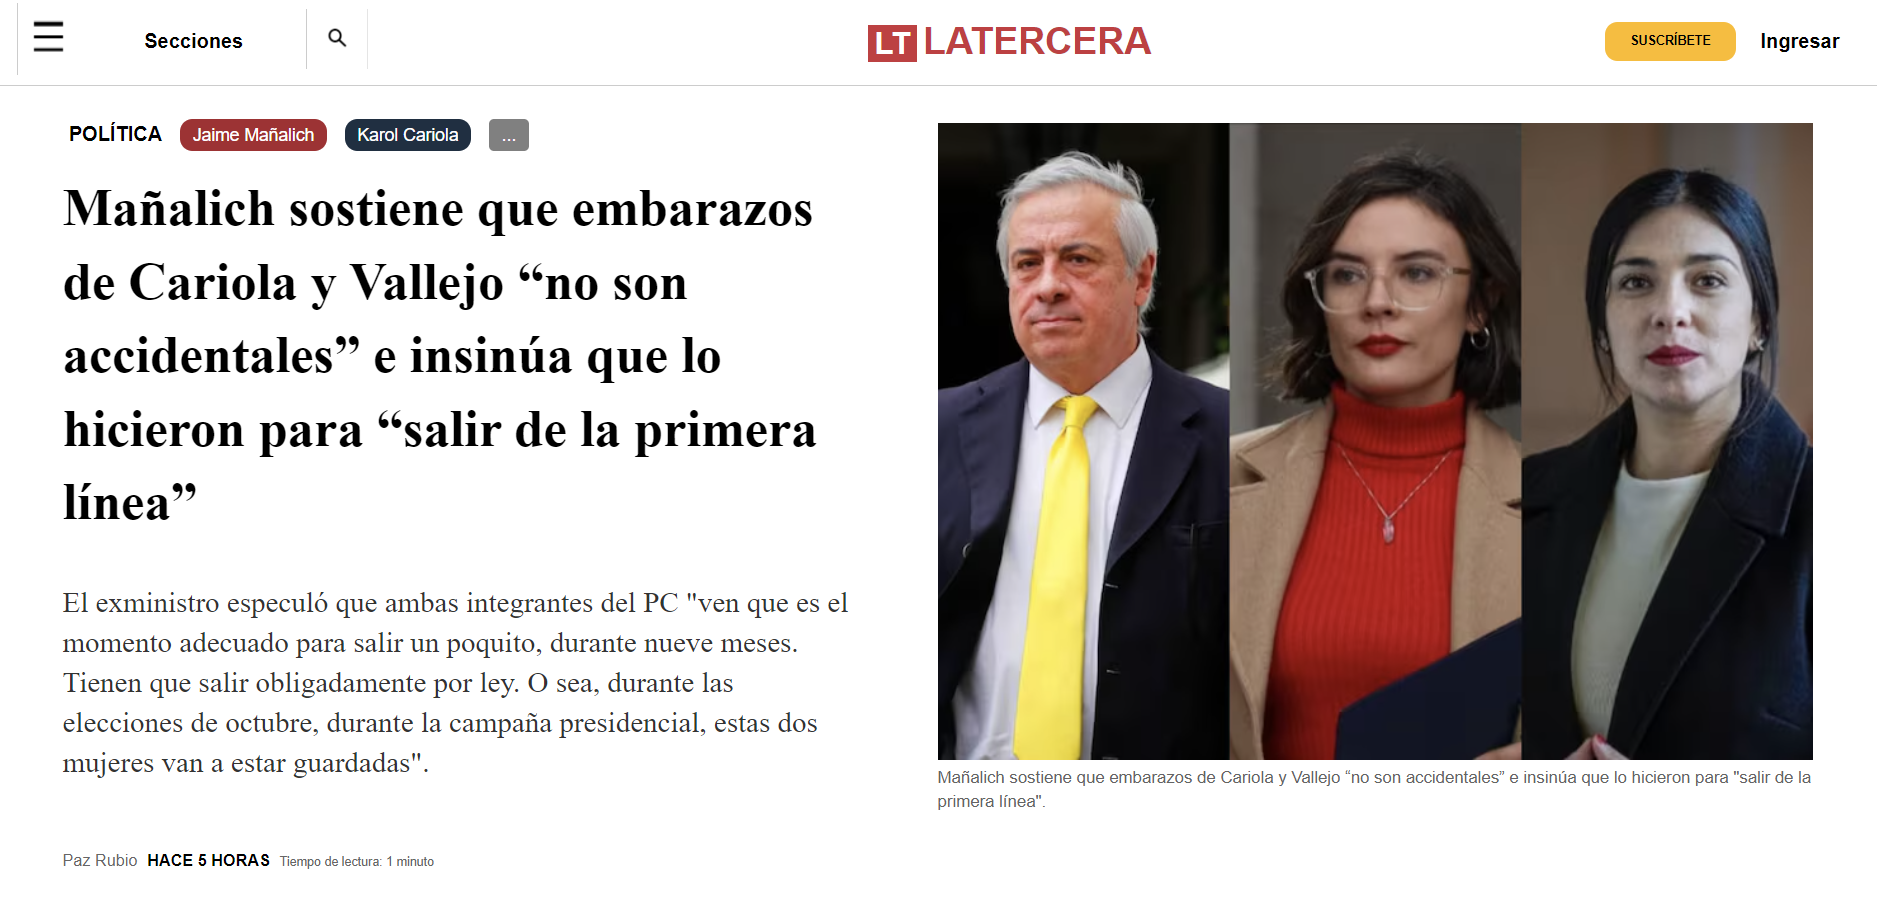 Secciones
LT LATERCERA
SUSCRÍBETE
Ingresar
POLÍTICA
Jaime Mañalich
Karol Cariola
...
Mañalich sostiene que embarazos
de Cariola y Vallejo “no son
accidentales” e insinúa que lo
hicieron para “salir de la primera
línea”
El exministro especuló que ambas integrantes del PC "ven que es el
momento adecuado para salir un poquito, durante nueve meses.
Tienen que salir obligadamente por ley. O sea, durante las
elecciones de octubre, durante la campaña presidencial, estas dos
mujeres van a estar guardadas".
Paz Rubio HACE 5 HORAS Tiempo de lectura: 1 minuto
Mañalich sostiene que embarazos de Cariola y Vallejo “no son accidentales” e insinúa que lo hicieron para "salir de la
primera línea".